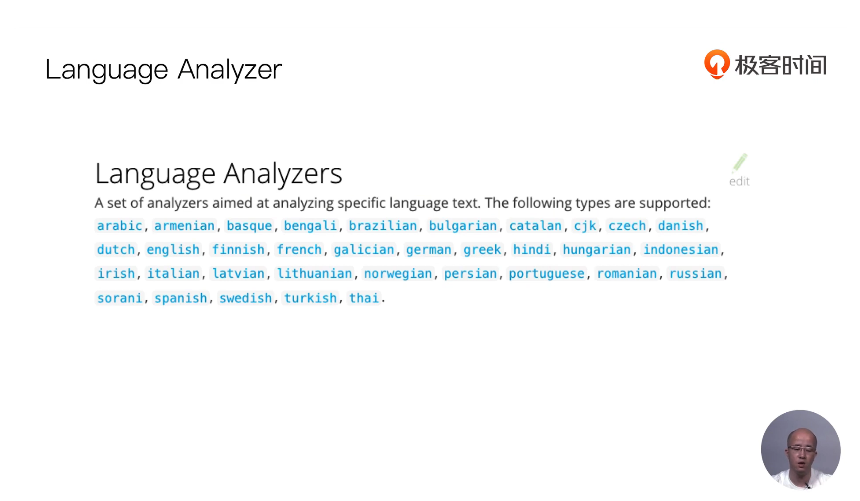 Language Analyzer
极客时间
Language Analyzers
edit
A set of analyzers aimed at analyzing specific language text. The following types are supported:
arabic, armenian, basque, bengali, brazilian, bulgarian, catalan, cjk, czech, danish,
dutch, english, finnish, french, galician, german, greek, hindi, hungarian, indonesian,
irish, italian, latvian, lithuanian, norwegian, persian, portuguese, romanian, russian,
sorani, spanish, swedish, turkish, thai.